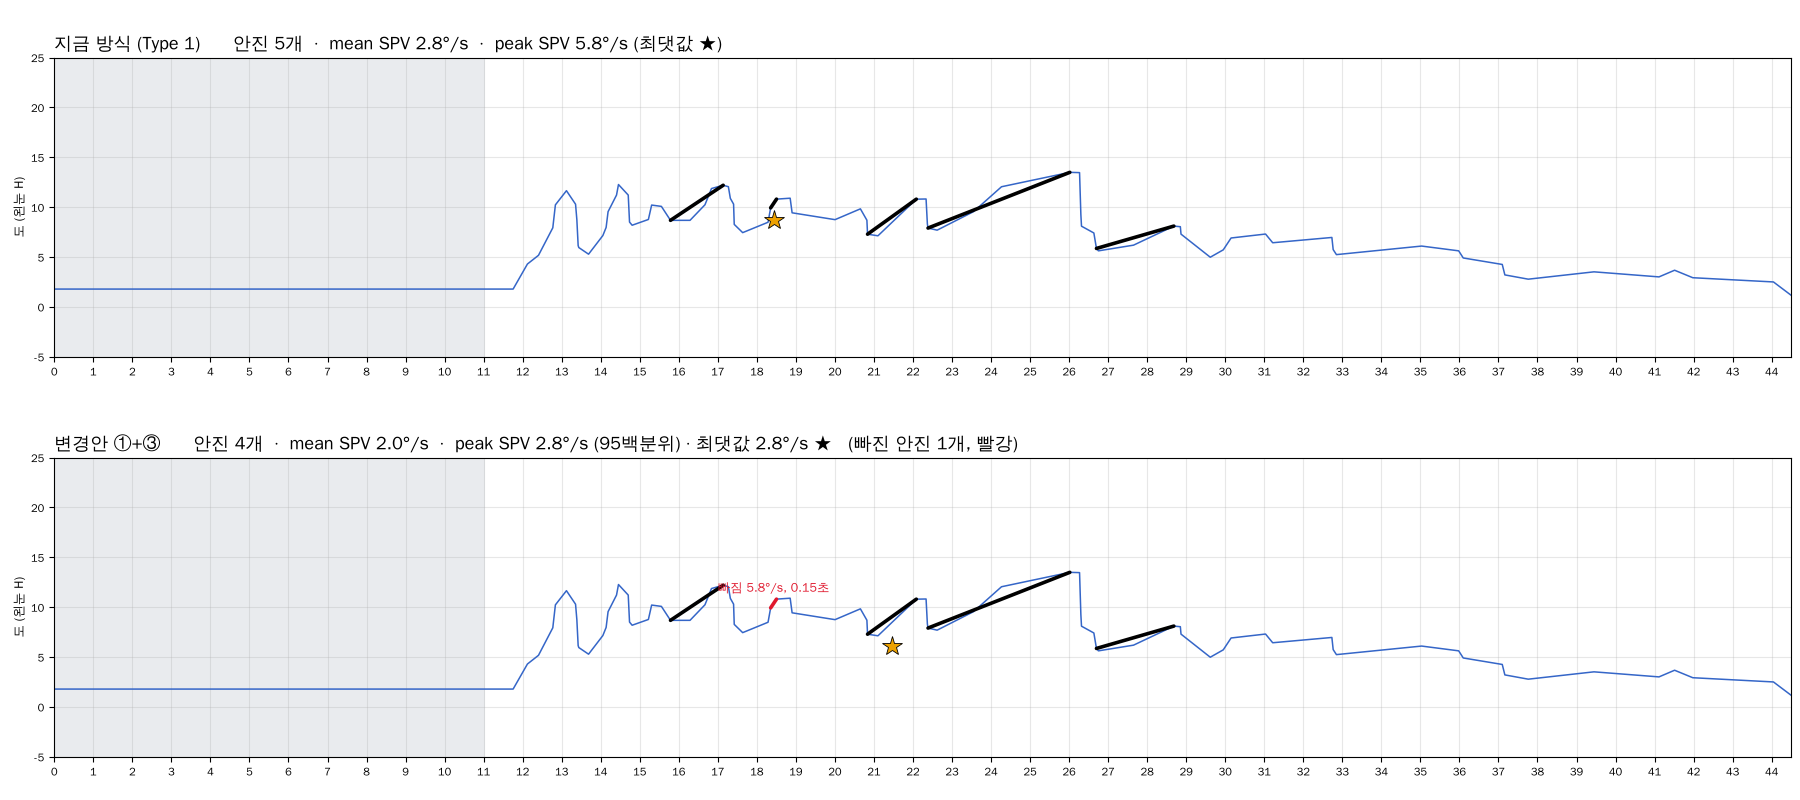 지금 방식 (Type 1) 안진 5개 · mean SPV 2.8°/s · peak SPV 5.8°/s (최댓값 ★)
25
20
15
10
5
0
-5
도 (왼눈 H)
0 1 2 3 4 5 6 7 8 9 10 11 12 13 14 15 16 17 18 19 20 21 22 23 24 25 26 27 28 29 30 31 32 33 34 35 36 37 38 39 40 41 42 43 44
변경안 ①+③ 안진 4개 · mean SPV 2.0°/s · peak SPV 2.8°/s (95백분위) · 최댓값 2.8°/s ★ (빠진 안진 1개, 빨강)
25
20
15
10
5
0
-5
도 (왼눈 H)
빠짐 5.8°/s, 0.15초
0 1 2 3 4 5 6 7 8 9 10 11 12 13 14 15 16 17 18 19 20 21 22 23 24 25 26 27 28 29 30 31 32 33 34 35 36 37 38 39 40 41 42 43 44